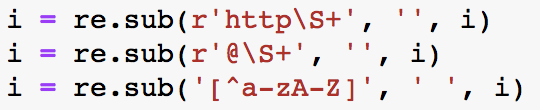 i = re.sub(r'http\S+', '', i)
i = re.sub(r'@\S+', '', i)
i = re.sub('[^a-zA-Z]', ' ', i)